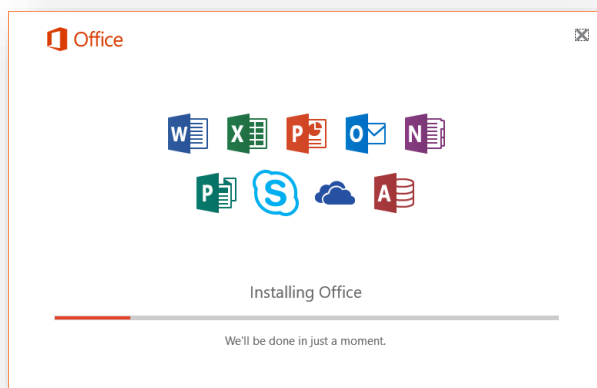 Office
W X P O N
P S A
Installing Office
We'll be done in just a moment.